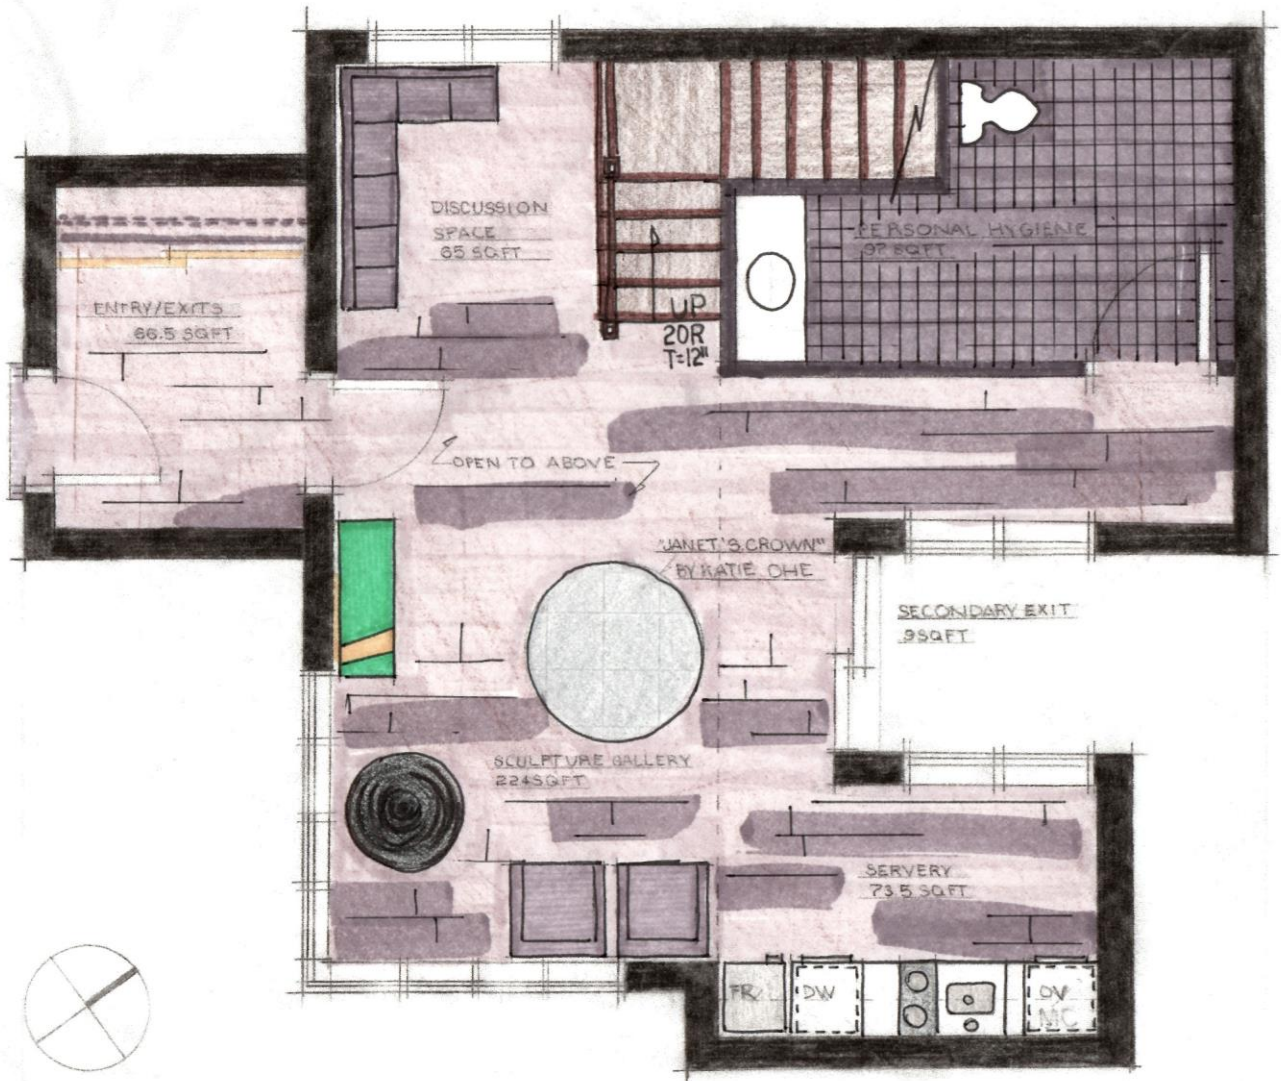 DISCUSSION
SPACE
65 SQFT
PERSONAL HYGIENE
97 SQFT
ENTRY/EXITS
66.5 SQFT
UP
20R
T=12"
OPEN TO ABOVE
"JANET'S CROWN"
BY KATIE OHE
SECONDARY EXIT
9SQFT
SCULPTURE GALLERY
224SQFT
SERVERY
73.5 SQFT
FR
DW
OV
MC